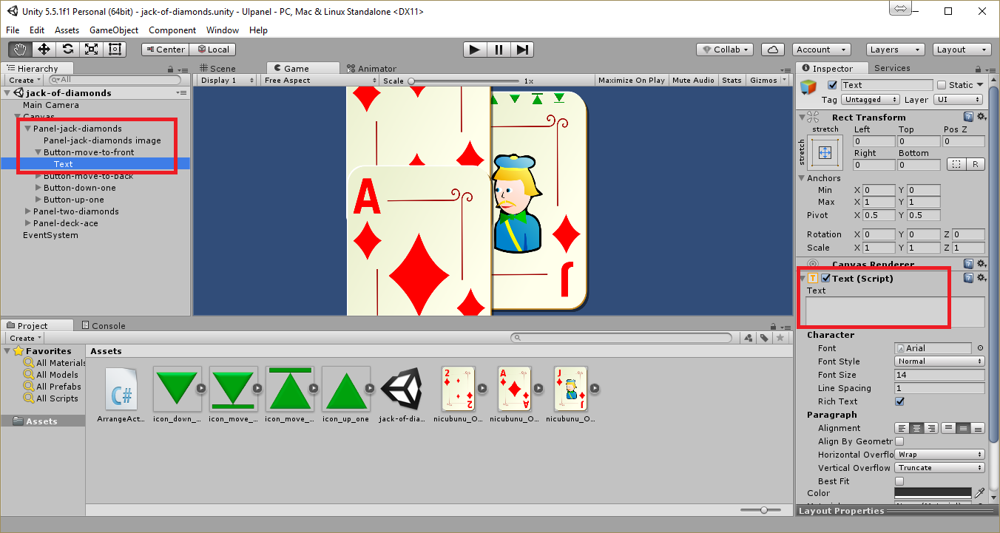 Unity 5.5.1f1 Personal (64bit) - jack-of-diamonds.unity - UIpanel - PC, Mac & Linux Standalone <DX11>
File Edit Assets GameObject Component Window Help
Center Local Collab Account Layers Layout
Hierarchy
Create All
jack-of-diamonds
Main Camera
Canvas
Panel-jack-diamonds
Panel-jack-diamonds image
Button-move-to-front
Text
Button-move-to-back
Button-down-one
Button-up-one
Panel-two-diamonds
Panel-deck-ace
EventSystem
Scene Game Animator
Display 1 Free Aspect Scale 1x Maximize On Play Mute Audio Stats Gizmos
A
J
Inspector Services
Text Static
Tag Untagged Layer UI
Rect Transform
stretch
stretch
Left Top Pos Z
0 0 0
Right Bottom
0 0 R
Anchors
Min X 0 Y 0
Max X 1 Y 1
Pivot X 0.5 Y 0.5
Rotation X 0 Y 0 Z 0
Scale X 1 Y 1 Z 1
Canvas Renderer
T Text (Script)
Text
Character
Font Arial
Font Style Normal
Font Size 14
Line Spacing 1
Rich Text
Paragraph
Alignment
Align By Geometr
Horizontal Overflo Wrap
Vertical Overflow Truncate
Best Fit
Color
Layout Properties
Project Console
Create
Favorites
All Materials
All Models
All Prefabs
All Scripts
Assets
Assets
C#
2 2 A A J J
ArrangeAct... icon_down_... icon_move_... icon_move_... icon_up_one jack-of-dia... nicubunu_O... nicubunu_O... nicubunu_O...